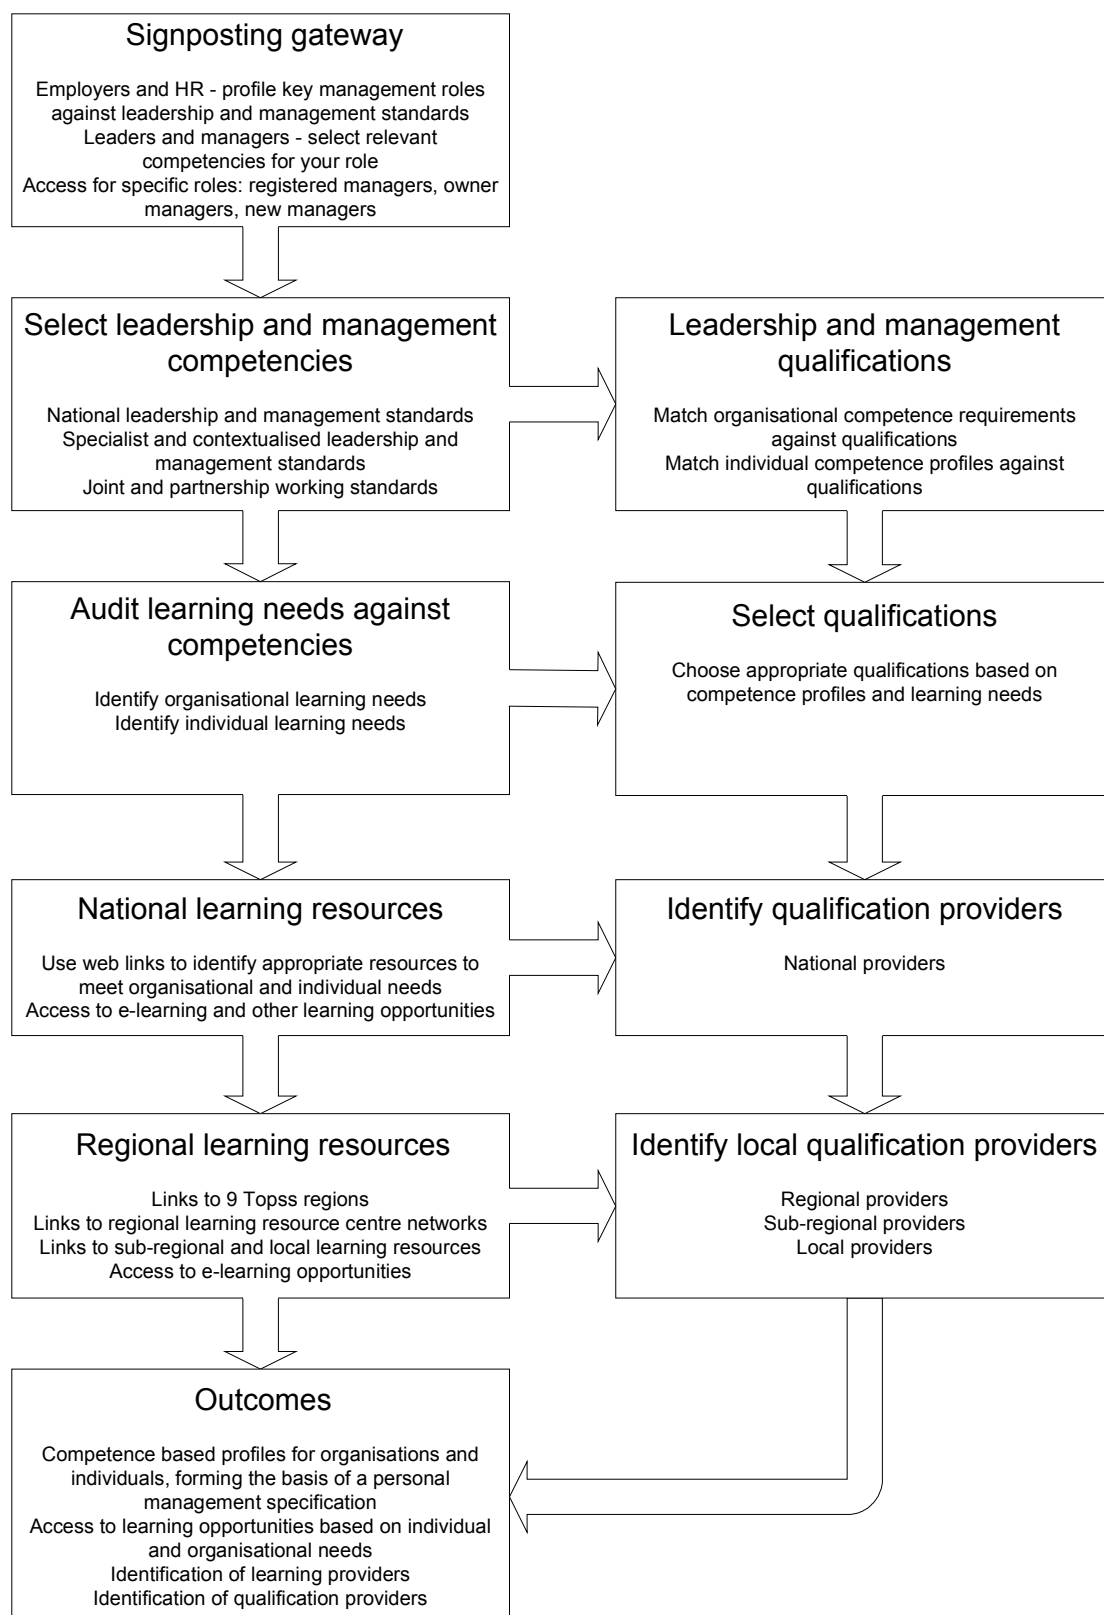 Signposting gateway
Employers and HR - profile key management roles
against leadership and management standards
Leaders and managers - select relevant
competencies for your role
Access for specific roles: registered managers, owner
managers, new managers
Select leadership and management
competencies
National leadership and management standards
Specialist and contextualised leadership and
management standards
Joint and partnership working standards
Leadership and management
qualifications
Match organisational competence requirements
against qualifications
Match individual competence profiles against
qualifications
Audit learning needs against
competencies
Identify organisational learning needs
Identify individual learning needs
Select qualifications
Choose appropriate qualifications based on
competence profiles and learning needs
National learning resources
Use web links to identify appropriate resources to
meet organisational and individual needs
Access to e-learning and other learning opportunities
Identify qualification providers
National providers
Regional learning resources
Links to 9 Topss regions
Links to regional learning resource centre networks
Links to sub-regional and local learning resources
Access to e-learning opportunities
Identify local qualification providers
Regional providers
Sub-regional providers
Local providers
Outcomes
Competence based profiles for organisations and
individuals, forming the basis of a personal
management specification
Access to learning opportunities based on individual
and organisational needs
Identification of learning providers
Identification of qualification providers